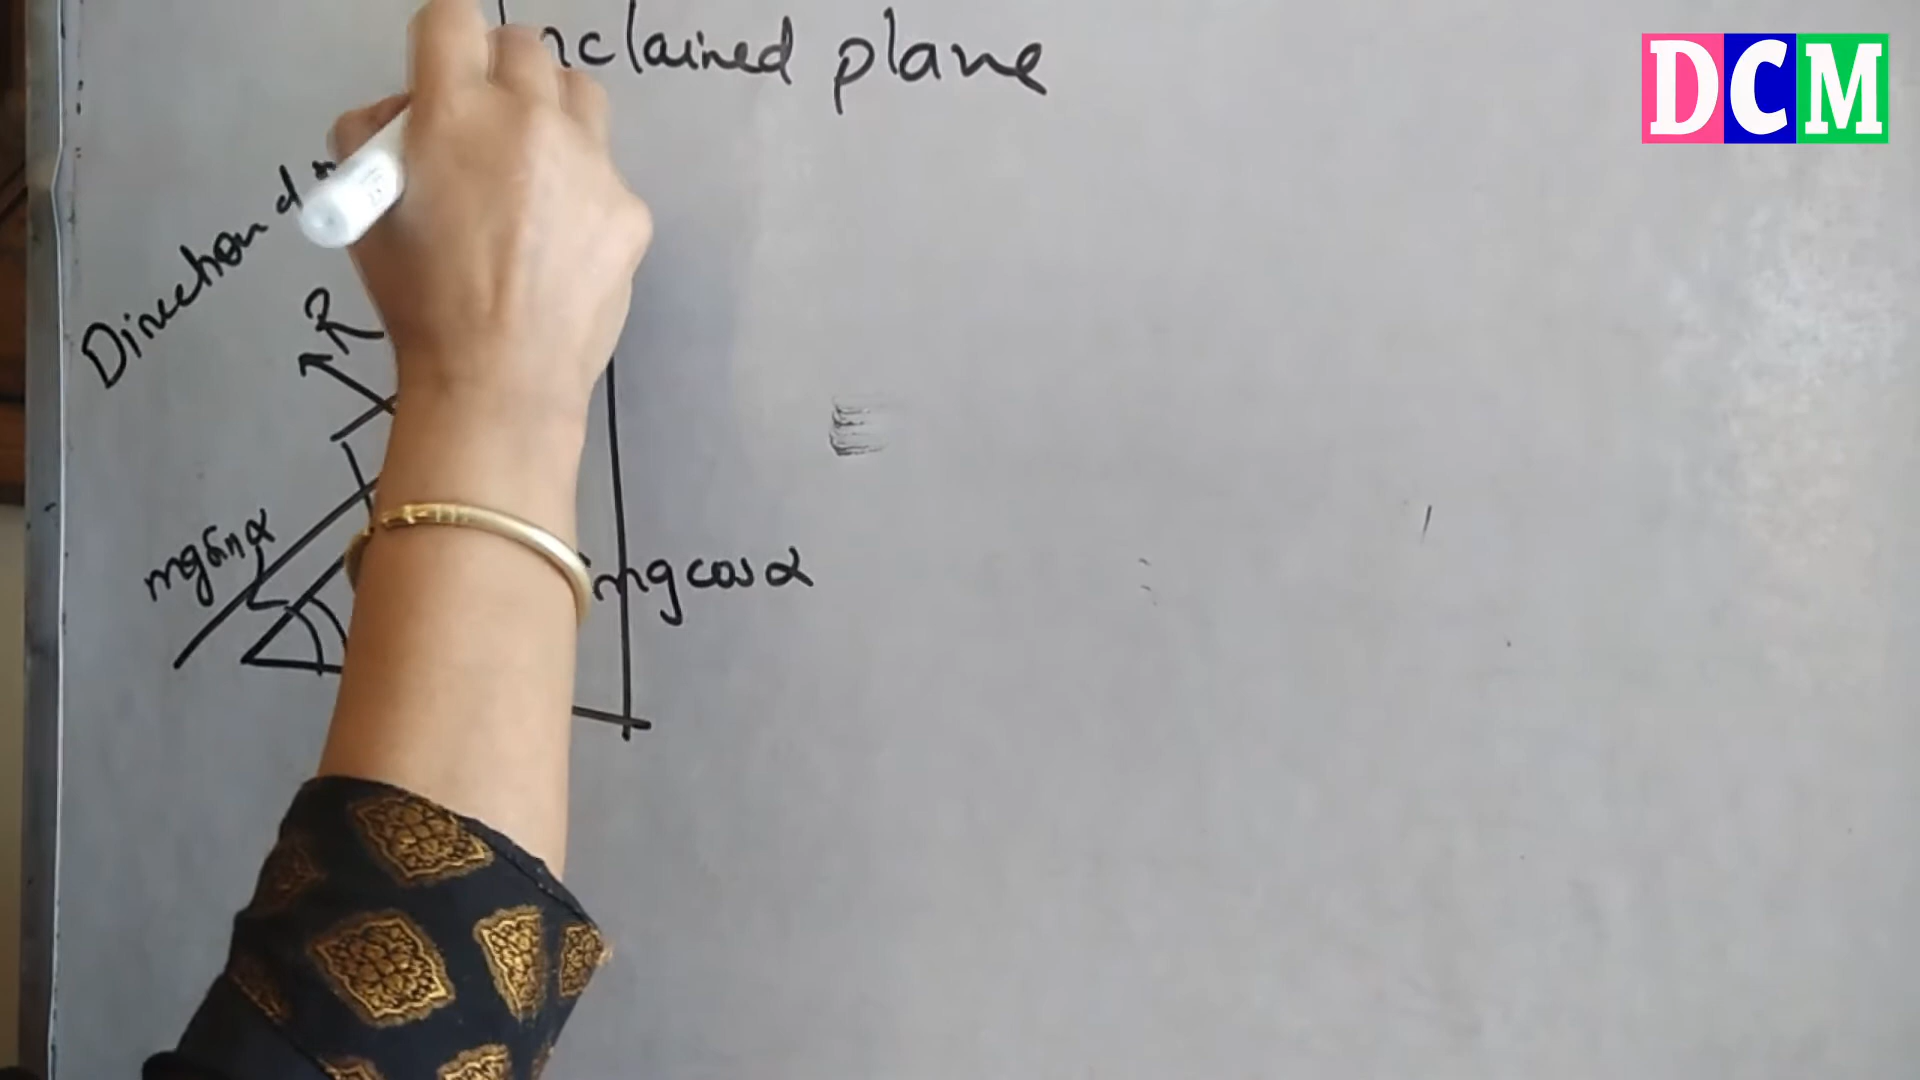 nclained plane
DCM
Direction
R
mg sin α
mg cos α